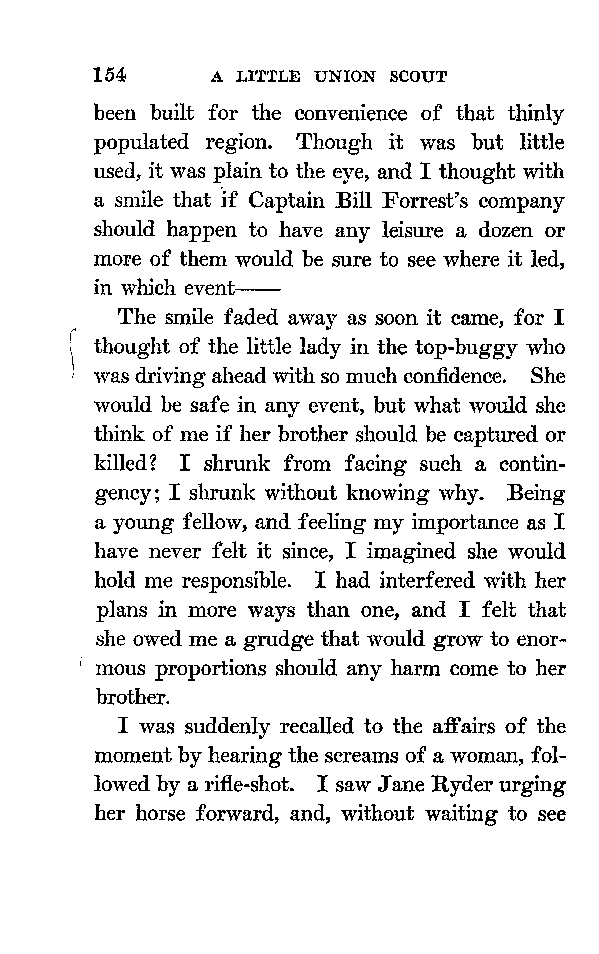 154 A LITTLE UNION SCOUT
been built for the convenience of that thinly
populated region. Though it was but little
used, it was plain to the eye, and I thought with
a smile that if Captain Bill Forrest's company
should happen to have any leisure a dozen or
more of them would be sure to see where it led,
in which event——
The smile faded away as soon it came, for I
thought of the little lady in the top-buggy who
was driving ahead with so much confidence. She
would be safe in any event, but what would she
think of me if her brother should be captured or
killed? I shrunk from facing such a contin-
gency; I shrunk without knowing why. Being
a young fellow, and feeling my importance as I
have never felt it since, I imagined she would
hold me responsible. I had interfered with her
plans in more ways than one, and I felt that
she owed me a grudge that would grow to enor-
mous proportions should any harm come to her
brother.
I was suddenly recalled to the affairs of the
moment by hearing the screams of a woman, fol-
lowed by a rifle-shot. I saw Jane Ryder urging
her horse forward, and, without waiting to see